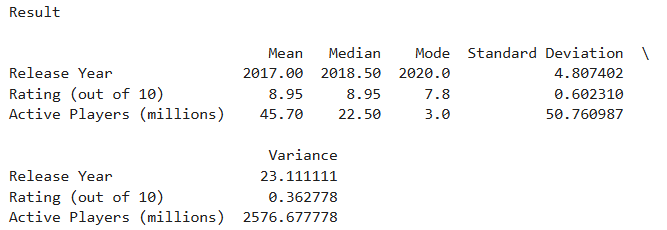 Result
Mean Median Mode Standard Deviation \
Release Year 2017.00 2018.50 2020.0 4.807402
Rating (out of 10) 8.95 8.95 7.8 0.602310
Active Players (millions) 45.70 22.50 3.0 50.760987
Variance
Release Year 23.111111
Rating (out of 10) 0.362778
Active Players (millions) 2576.677778